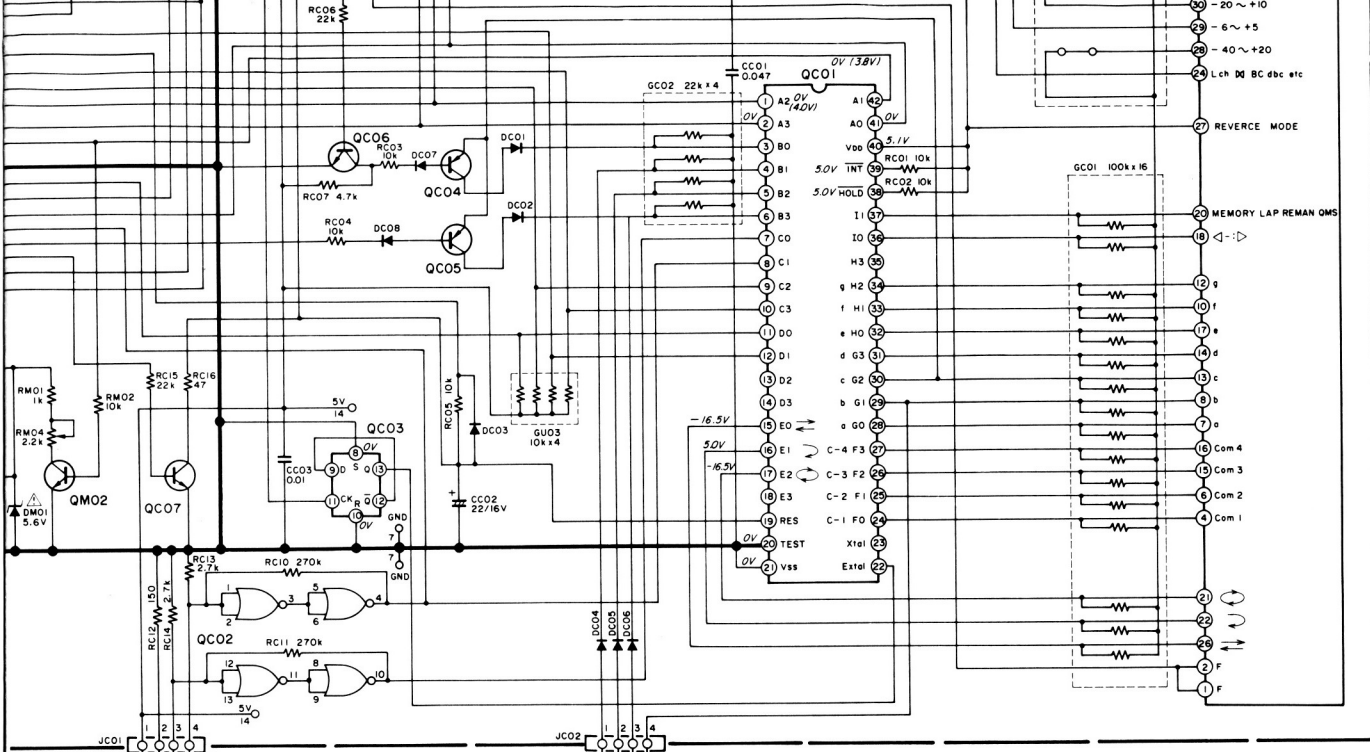 RC06
22k
30 - 20 ~ +10
29 - 6 ~ +5
28 - 40 ~ +20
24 Lch DD BC dbc etc
27 REVERCE MODE
20 MEMORY LAP REMAN QMS
18 ◁-:▷
12 g
10 f
17 e
14 d
13 c
8 b
7 a
16 Com 4
15 Com 3
6 Com 2
4 Com 1
21
22
26
2 F
1 F
CC01
0.047
QC01
0V (3.8V)
GC02 22k x 4
1 A2 0V
(4.0V)
0V 2 A3
3 B0
4 B1
5 B2
6 B3
7 C0
8 C1
9 C2
10 C3
11 D0
12 D1
13 D2
14 D3
-16.5V 15 E0
5.0V 16 E1
-16.5V 17 E2
18 E3
19 RES
0V 20 TEST
0V 21 Vss
A1 42
A0 41 0V
VDD 40 5.1V
5.0V INT 39 RC01 10k
5.0V HOLD 38 RC02 10k
I1 37
I0 36
H3 35
g H2 34
f H1 33
e H0 32
d G3 31
c G2 30
b G1 29
a G0 28
C-4 F3 27
C-3 F2 26
C-2 F1 25
C-1 F0 24
Xtal 23
Extal 22
GC01 100k x 16
QC06
RC03
10k
DC07
DC01
QC04
RC07 4.7k
RC04
10k
DC08
DC02
QC05
RM01
1k
RM02
10k
RM04
2.2k
RC15
22k
RC16
47
QM02
QC07
DM01
5.6V
5V
14
QC03
8 0V
S
9 D Q 13
11 CK Q 12
R
10
0V
CC03
0.01
RC05 10k
DC03
GU03
10k x 4
CC02
22/16V
GND
7
7
GND
RC13
2.7k
RC12 150
RC14 2.7k
RC10 270k
1
2
3
5
6
4
QC02
RC11 270k
12
13
11
8
9
10
5V
14
DC04
DC05
DC06
JC01 1 2 3 4
JC02 1 2 3 4